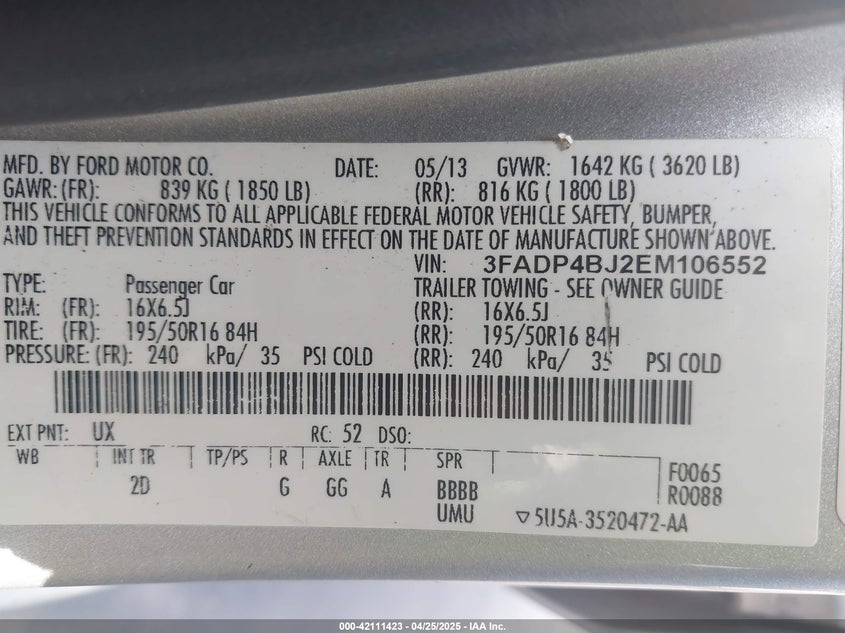 MFD. BY FORD MOTOR CO. DATE: 05/13 GVWR: 1642 KG ( 3620 LB)
GAWR: (FR): 839 KG ( 1850 LB) (RR): 816 KG ( 1800 LB)
THIS VEHICLE CONFORMS TO ALL APPLICABLE FEDERAL MOTOR VEHICLE SAFETY, BUMPER,
AND THEFT PREVENTION STANDARDS IN EFFECT ON THE DATE OF MANUFACTURE SHOWN ABOVE.
VIN: 3FADP4BJ2EM106552
TYPE: Passenger Car TRAILER TOWING - SEE OWNER GUIDE
RIM: (FR): 16X6.5J (RR): 16X6.5J
TIRE: (FR): 195/50R16 84H (RR): 195/50R16 84H
PRESSURE: (FR): 240 kPa/ 35 PSI COLD (RR): 240 kPa/ 35 PSI COLD
EXT PNT: UX RC: 52 DSO:
WB INT TR TP/PS R AXLE TR SPR F0065
2D G GG A BBBB R0088
UMU 5U5A-3520472-AA
000-42111423 | 04/25/2025 - IAA Inc.